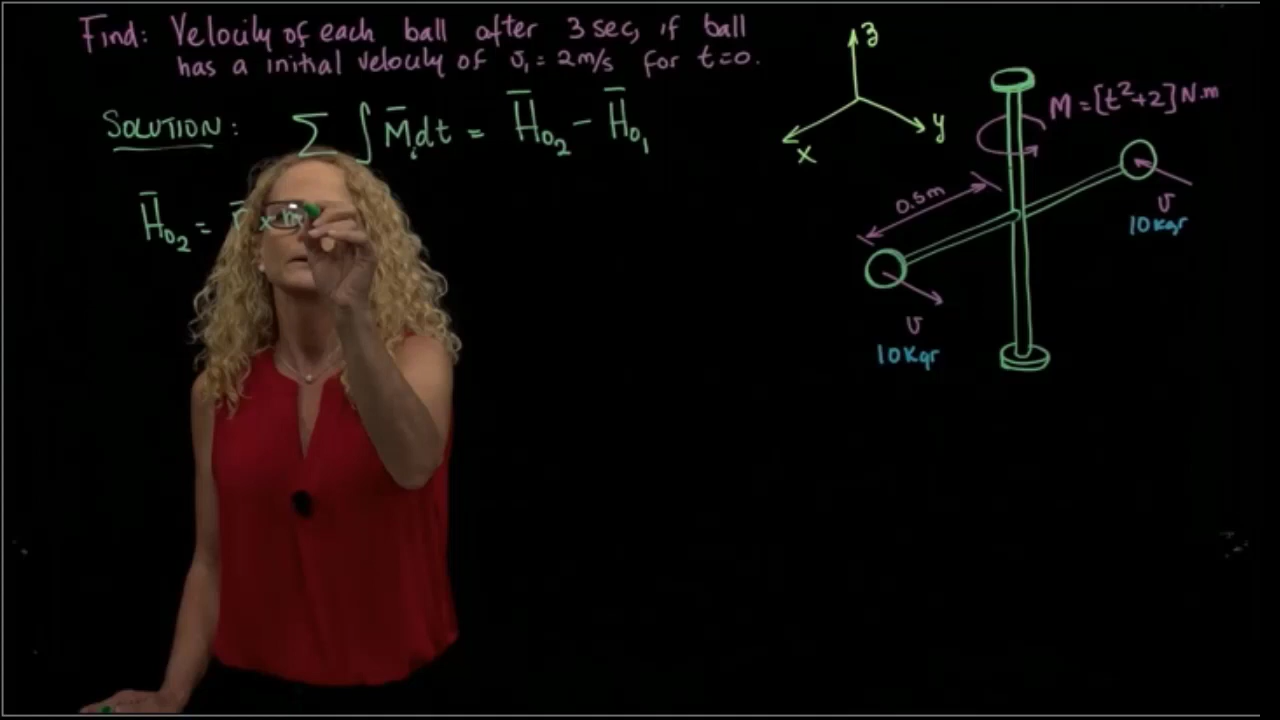 Find: Velocity of each ball after 3 sec, if ball
has a initial velocity of υ₁ = 2m/s for t=0.
SOLUTION: Σ ∫ M̄ᵢdt = H̄o₂ − H̄o₁
H̄o₂ = r̄ × m
z
y
x
M = [t²+2] N.m
0.5m
υ
10Kgr
υ
10Kgr